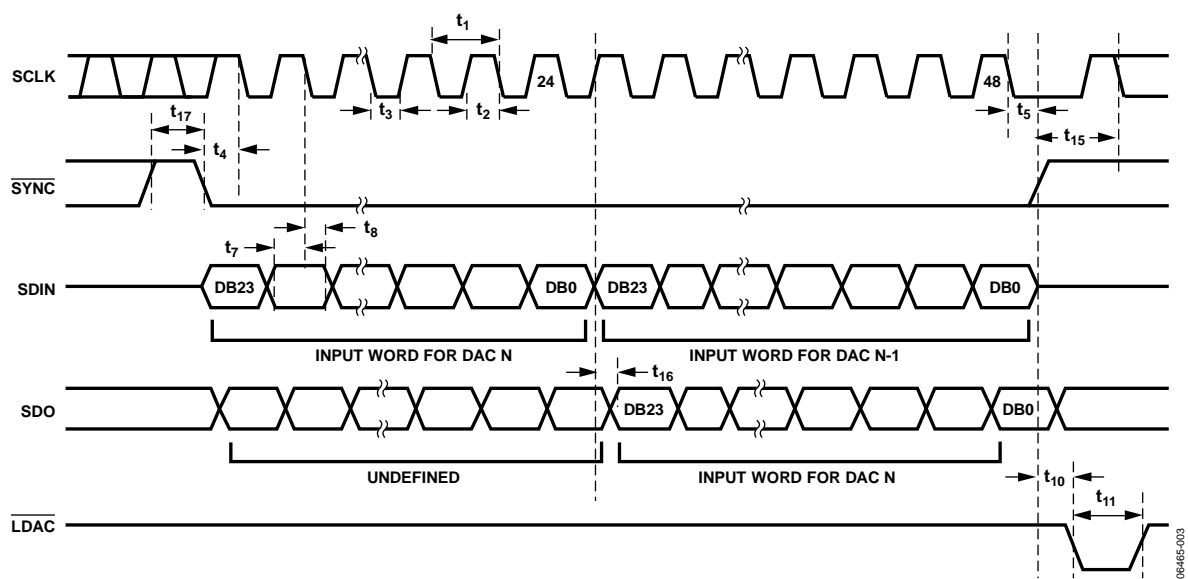 t1
SCLK
24
48
t3
t2
t5
t17
t4
t15
SYNC
t7
t8
SDIN
DB23
DB0
DB23
DB0
INPUT WORD FOR DAC N
INPUT WORD FOR DAC N-1
t16
SDO
DB23
DB0
UNDEFINED
INPUT WORD FOR DAC N
t10
t11
LDAC
06465-003